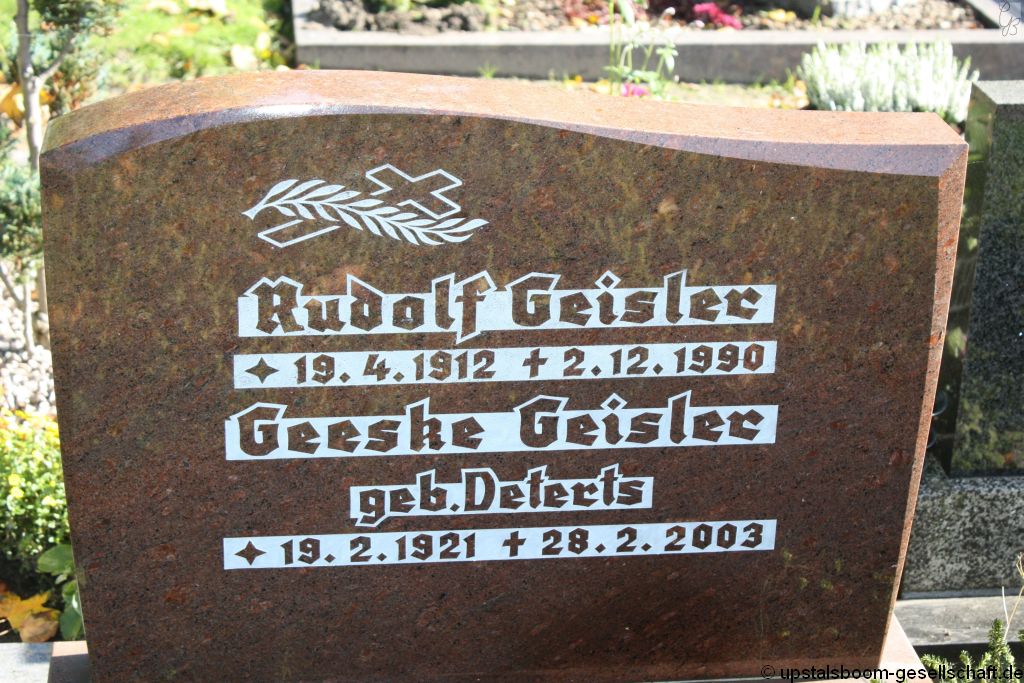 Rudolf Geisler
✦ 19.4.1912 ✝ 2.12.1990
Geeske Geisler
geb. Deterts
✦ 19.2.1921 ✝ 28.2.2003
© upstalsboom-gesellschaft.de